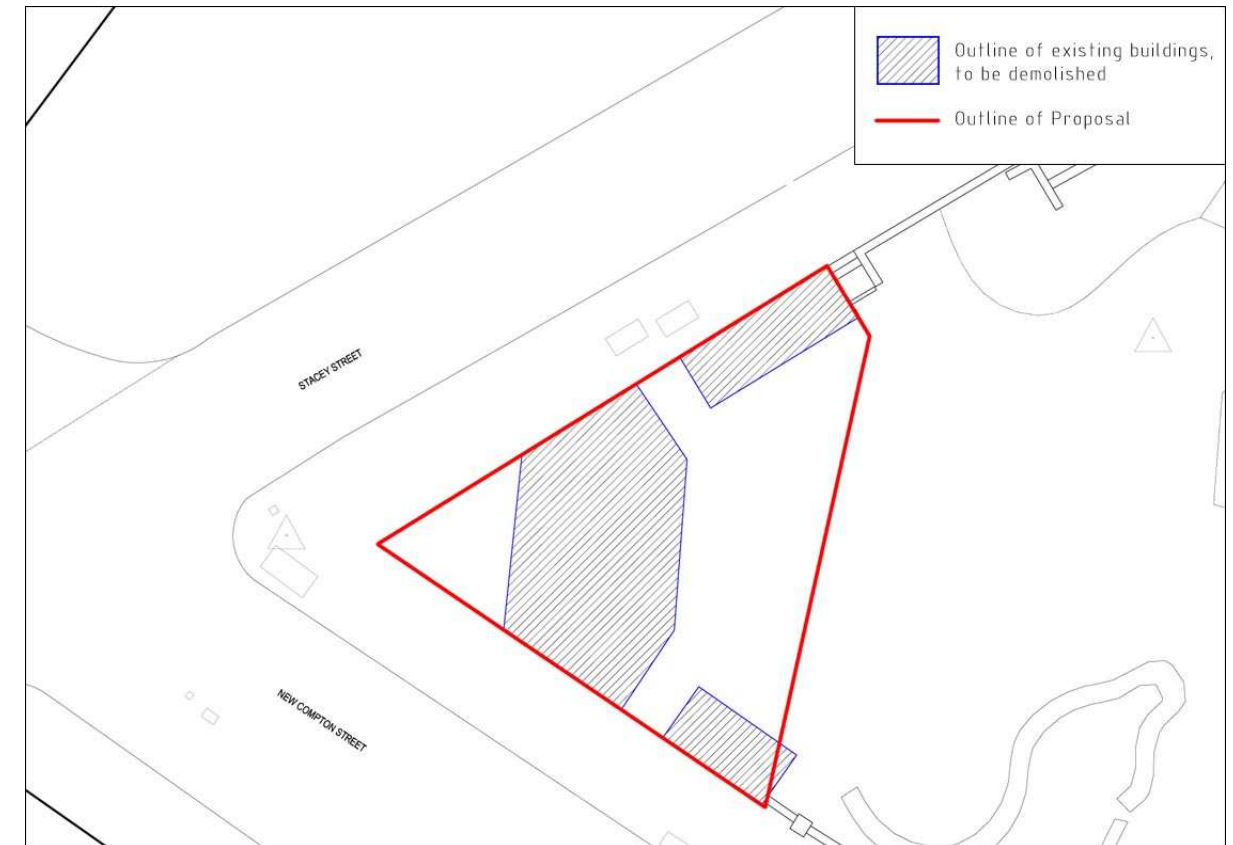 Outline of existing buildings,
to be demolished
Outline of Proposal
STACEY STREET
NEW COMPTON STREET